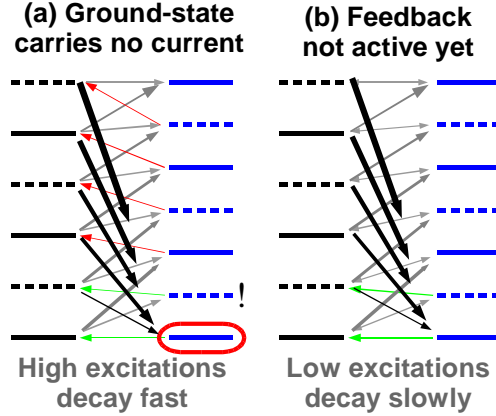 (a) Ground-state
carries no current
(b) Feedback
not active yet
!
High excitations
decay fast
Low excitations
decay slowly